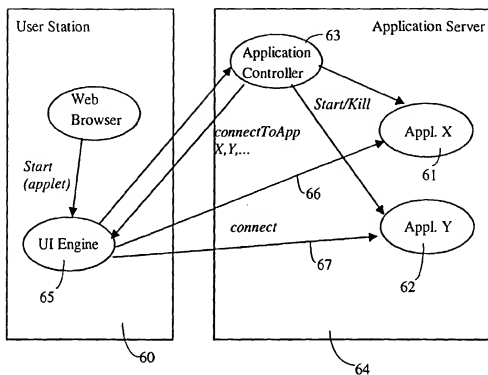 User Station
Application Server
63
Application
Controller
Web
Browser
Start/Kill
connectToApp
X,Y,...
Appl. X
Start
(applet)
66
61
UI Engine
connect
Appl. Y
65
67
62
60
64